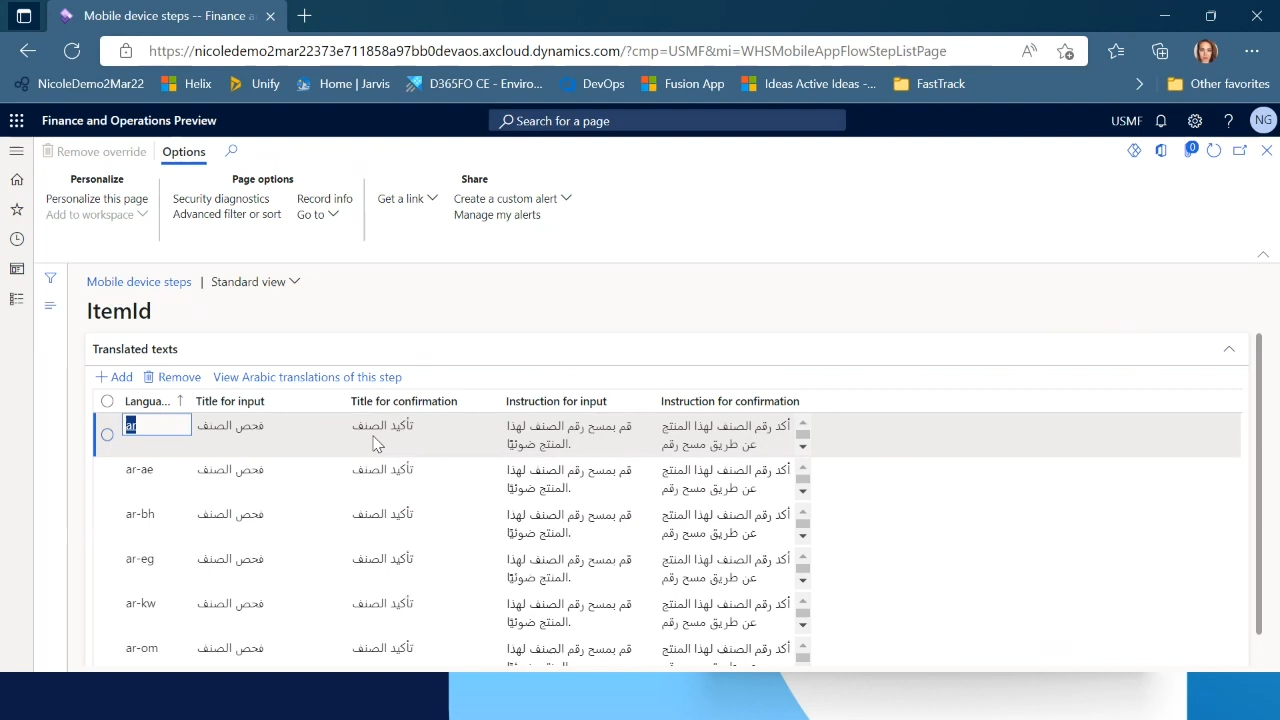 Mobile device steps -- Finance a
https://nicoledemo2mar22373e711858a97bb0devaos.axcloud.dynamics.com/?cmp=USMF&mi=WHSMobileAppFlowStepListPage
NicoleDemo2Mar22 Helix Unify Home | Jarvis D365FO CE - Enviro... DevOps Fusion App Ideas Active Ideas -... FastTrack Other favorites
Finance and Operations Preview Search for a page USMF ? NG
Remove override Options 0
Personalize Page options Share
Personalize this page Security diagnostics Record info Get a link Create a custom alert
Add to workspace Advanced filter or sort Go to Manage my alerts
Mobile device steps | Standard view
ItemId
Translated texts
+ Add Remove View Arabic translations of this step
Langua... ↑ Title for input Title for confirmation Instruction for input Instruction for confirmation
ar فحص الصنف تأكيد الصنف قم بمسح رقم الصنف لهذا أكد رقم الصنف لهذا المنتج
المنتج ضوئيًا. عن طريق مسح رقم
ar-ae فحص الصنف تأكيد الصنف قم بمسح رقم الصنف لهذا أكد رقم الصنف لهذا المنتج
المنتج ضوئيًا. عن طريق مسح رقم
ar-bh فحص الصنف تأكيد الصنف قم بمسح رقم الصنف لهذا أكد رقم الصنف لهذا المنتج
المنتج ضوئيًا. عن طريق مسح رقم
ar-eg فحص الصنف تأكيد الصنف قم بمسح رقم الصنف لهذا أكد رقم الصنف لهذا المنتج
المنتج ضوئيًا. عن طريق مسح رقم
ar-kw فحص الصنف تأكيد الصنف قم بمسح رقم الصنف لهذا أكد رقم الصنف لهذا المنتج
المنتج ضوئيًا. عن طريق مسح رقم
ar-om فحص الصنف تأكيد الصنف قم بمسح رقم الصنف لهذا أكد رقم الصنف لهذا المنتج